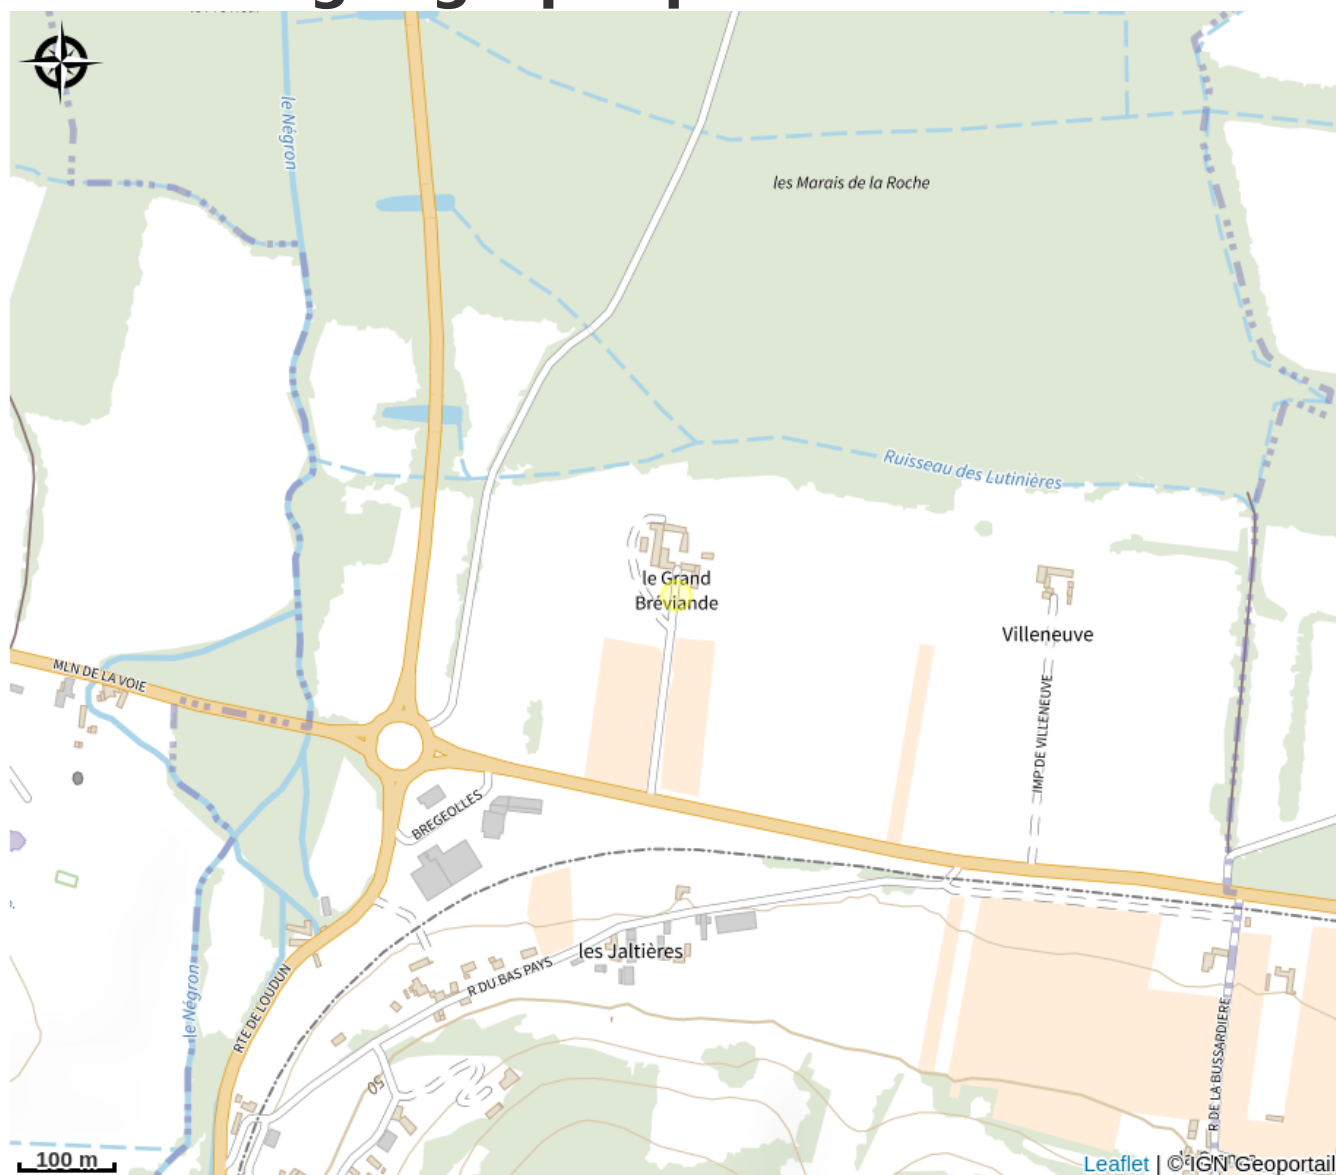 le Négron
les Marais de la Roche
Ruisseau des Lutinières
le Grand
Bréviande
Villeneuve
MLN DE LA VOIE
IMP. DE VILLENEUVE
BREGEOLLES
les Jaltières
R DU BAS PAYS
le Négron
RTE DE LOUDUN
R DE LA BUSSARDIERE
50
100 m
Leaflet | © IGN Geoportail